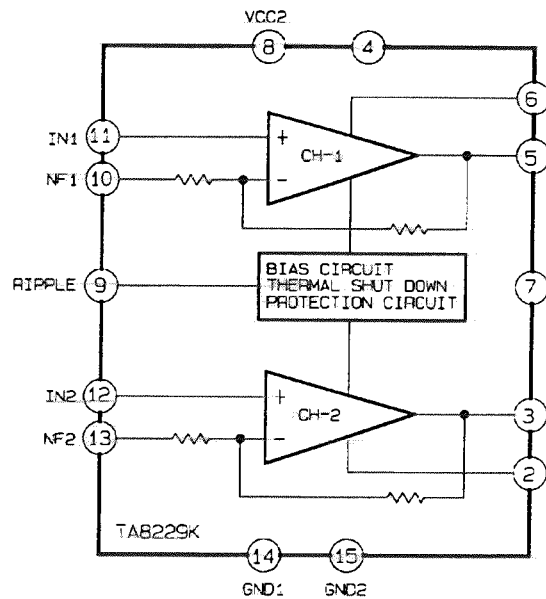 VCC2
8
4
6
IN1
11
+
CH-1
5
NF1
10
−
RIPPLE
9
BIAS CIRCUIT
THERMAL SHUT DOWN
PROTECTION CIRCUIT
7
IN2
12
+
CH-2
3
NF2
13
−
2
TA8229K
14
15
GND1
GND2